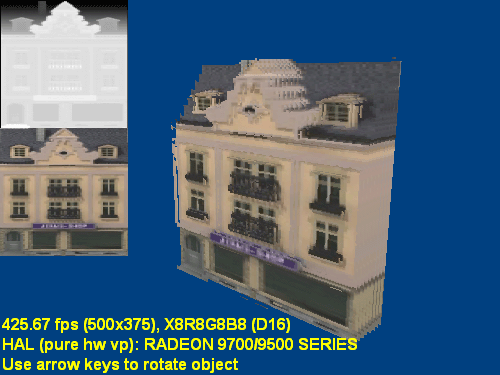 425.67 fps (500x375), X8R8G8B8 (D16)
HAL (pure hw vp): RADEON 9700/9500 SERIES
Use arrow keys to rotate object